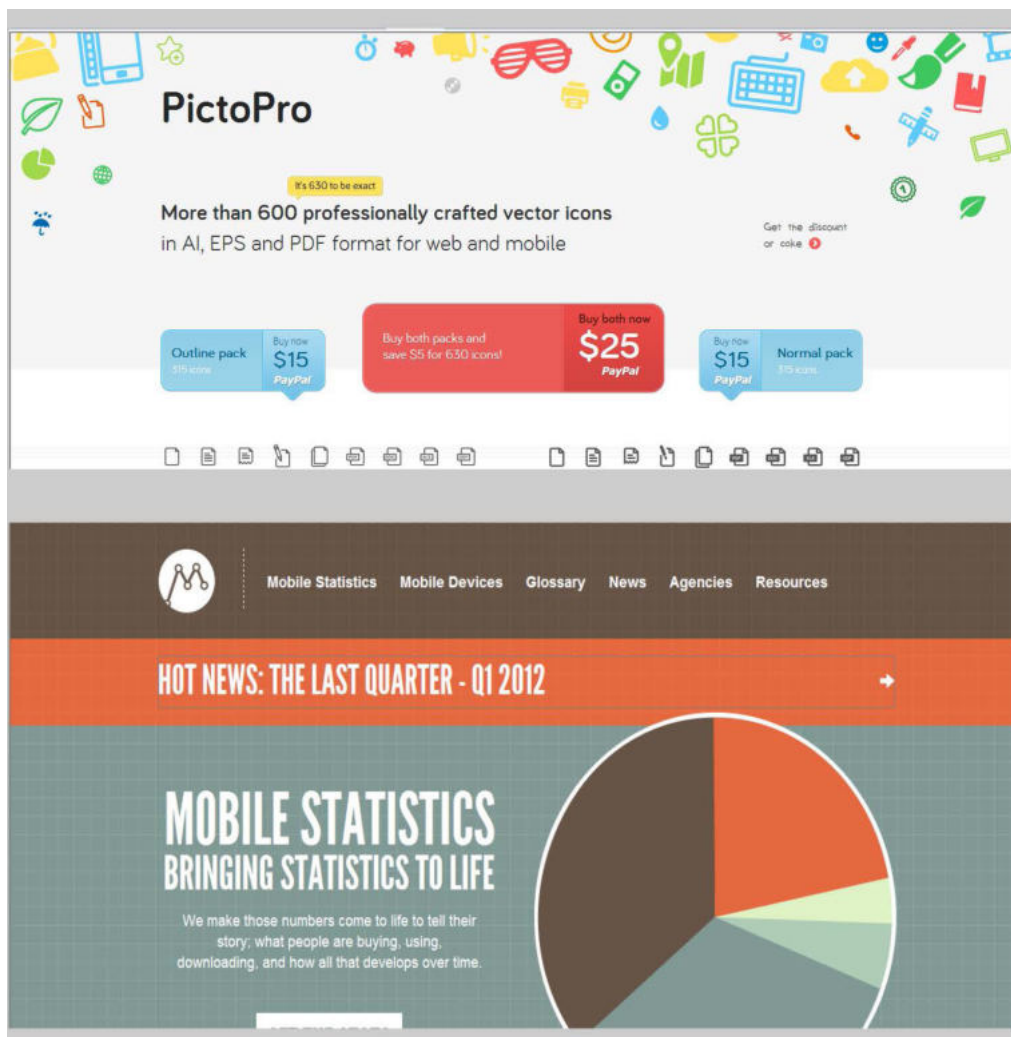 PictoPro
It's 630 to be exact
More than 600 professionally crafted vector icons
in AI, EPS and PDF format for web and mobile
Get the discount
or coke
Outline pack
315 icons
Buy now
$15
PayPal
Buy both packs and
save $5 for 630 icons!
Buy both now
$25
PayPal
Buy now
$15
PayPal
Normal pack
315 icons
Mobile Statistics Mobile Devices Glossary News Agencies Resources
HOT NEWS: THE LAST QUARTER - Q1 2012
MOBILE STATISTICS
BRINGING STATISTICS TO LIFE
We make those numbers come to life to tell their
story; what people are buying, using,
downloading, and how all that develops over time.